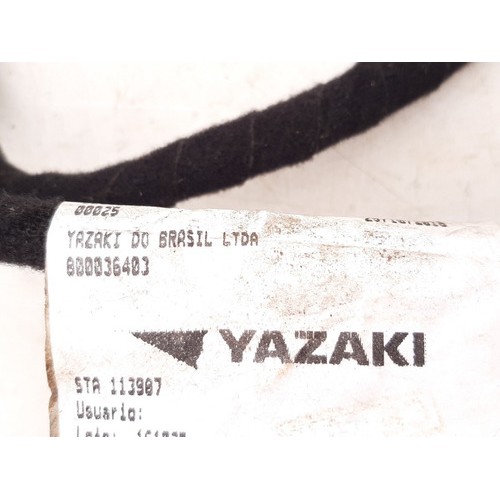 00025
YAZAKI DO BRASIL LTDA
800036403
YAZAKI
STA 113907
Usuario: